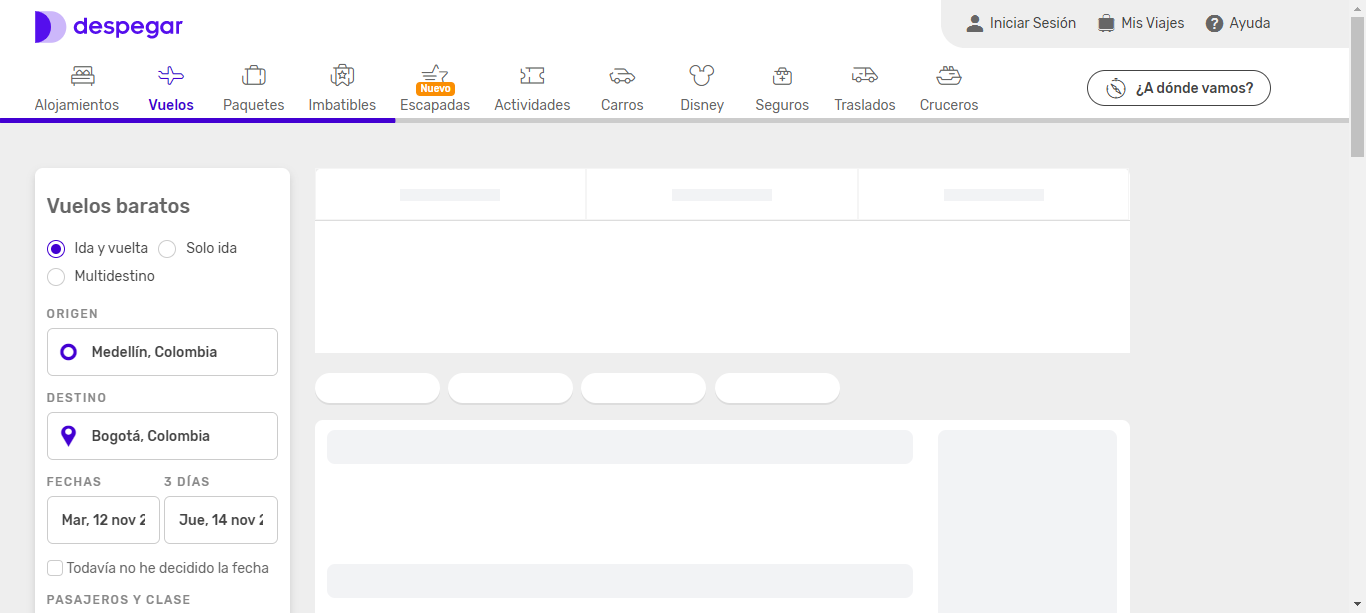 despegar
Iniciar Sesión
Mis Viajes
Ayuda
Alojamientos
Vuelos
Paquetes
Imbatibles
Nuevo
Escapadas
Actividades
Carros
Disney
Seguros
Traslados
Cruceros
¿A dónde vamos?
Vuelos baratos
Ida y vuelta
Solo ida
Multidestino
ORIGEN
Medellín, Colombia
DESTINO
Bogotá, Colombia
FECHAS
3 DÍAS
Mar, 12 nov 2
Jue, 14 nov 2
Todavía no he decidido la fecha
PASAJEROS Y CLASE